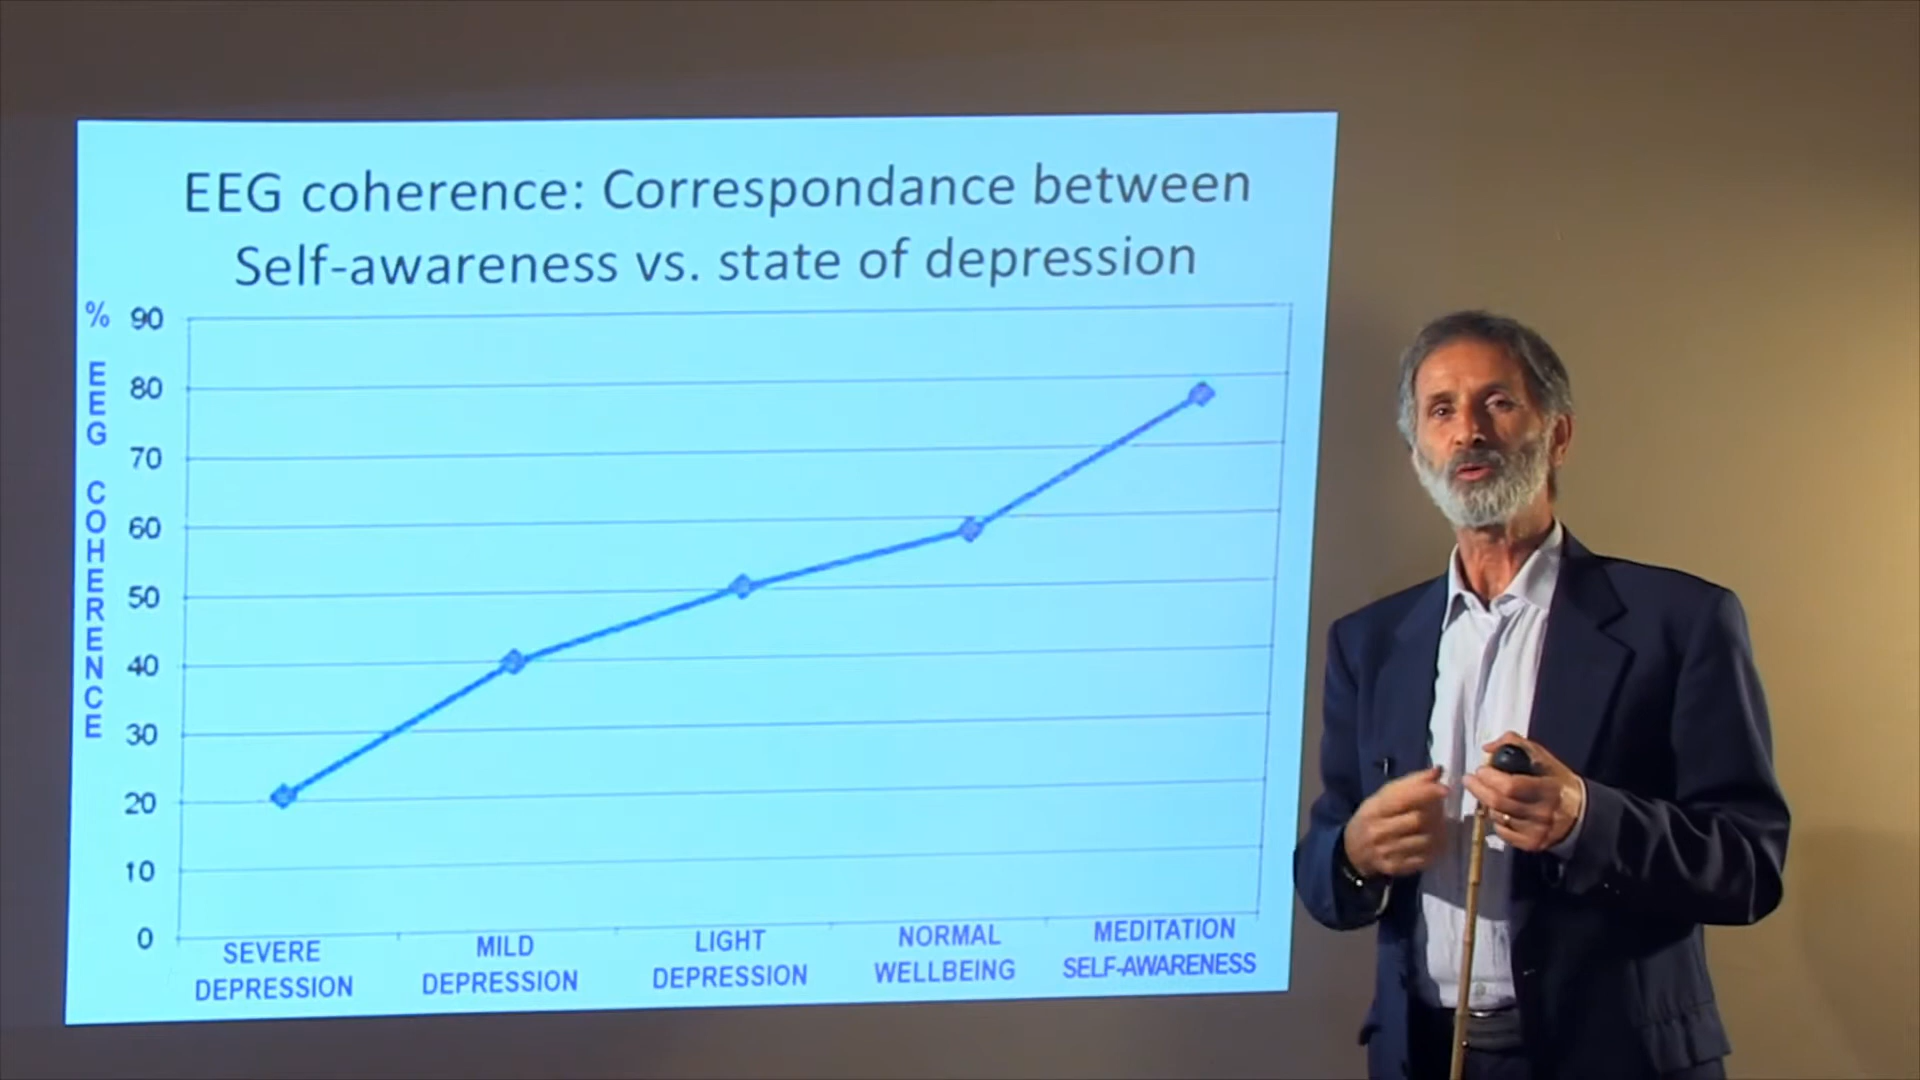 EEG coherence: Correspondance between
Self-awareness vs. state of depression
% EEG COHERENCE
90
80
70
60
50
40
30
20
10
0
SEVERE
DEPRESSION
MILD
DEPRESSION
LIGHT
DEPRESSION
NORMAL
WELLBEING
MEDITATION
SELF-AWARENESS